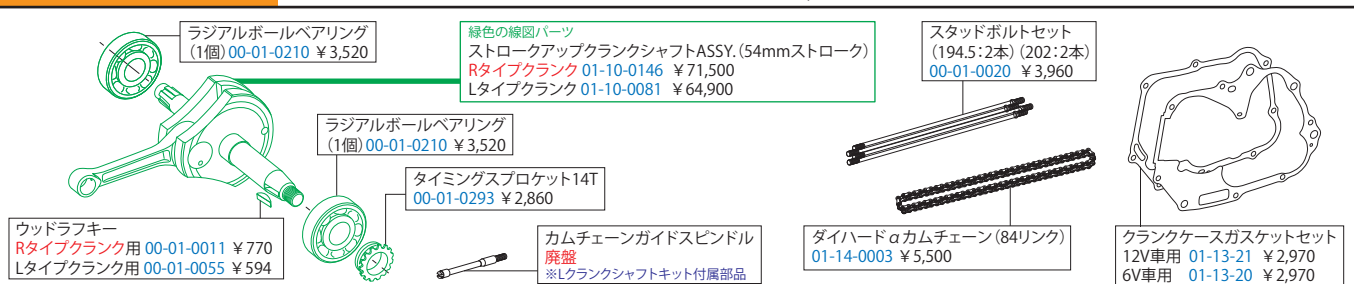 ラジアルボールベアリング
(1個) 00-01-0210 ¥3,520
緑色の線図パーツ
ストロークアップクランクシャフトASSY.(54mmストローク)
Rタイプクランク 01-10-0146 ¥71,500
Lタイプクランク 01-10-0081 ¥64,900
スタッドボルトセット
(194.5:2本)(202:2本)
00-01-0020 ¥3,960
ラジアルボールベアリング
(1個) 00-01-0210 ¥3,520
タイミングスプロケット14T
00-01-0293 ¥2,860
ウッドラフキー
Rタイプクランク用 00-01-0011 ¥770
Lタイプクランク用 00-01-0055 ¥594
カムチェーンガイドスピンドル
廃盤
※Lクランクシャフトキット付属部品
ダイハードαカムチェーン(84リンク)
01-14-0003 ¥5,500
クランクケースガスケットセット
12V車用 01-13-21 ¥2,970
6V車用 01-13-20 ¥2,970